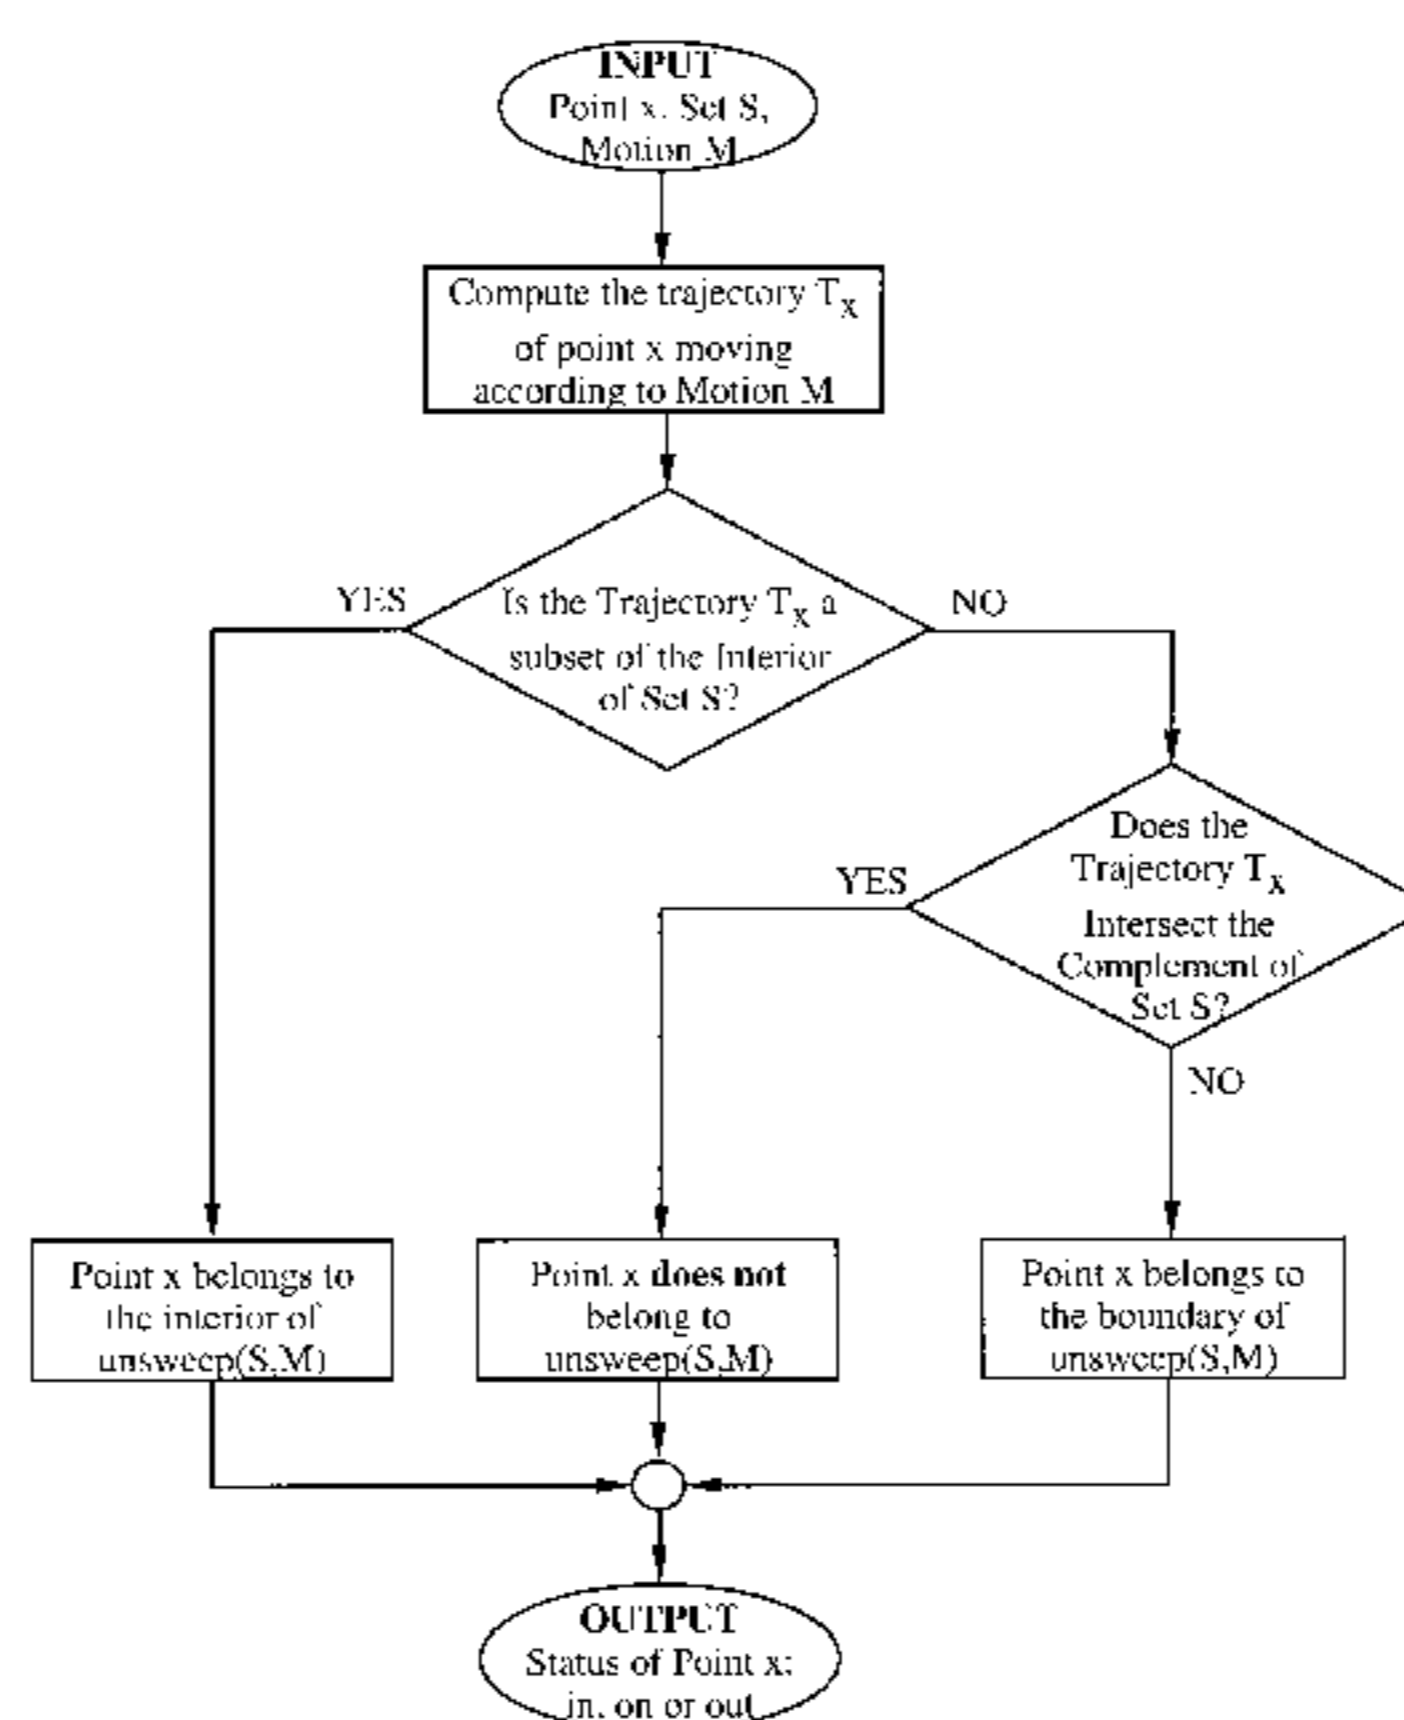 INPUT
Point x, Set S,
Motion M
Compute the trajectory Tx
of point x moving
according to Motion M
YES
Is the Trajectory Tx a
subset of the Interior
of Set S?
NO
Does the
Trajectory Tx
Intersect the
Complement of
Set S?
YES
NO
Point x belongs to
the interior of
unsweep(S,M)
Point x does not
belong to
unsweep(S,M)
Point x belongs to
the boundary of
unsweep(S,M)
OUTPUT
Status of Point x:
in, on or out